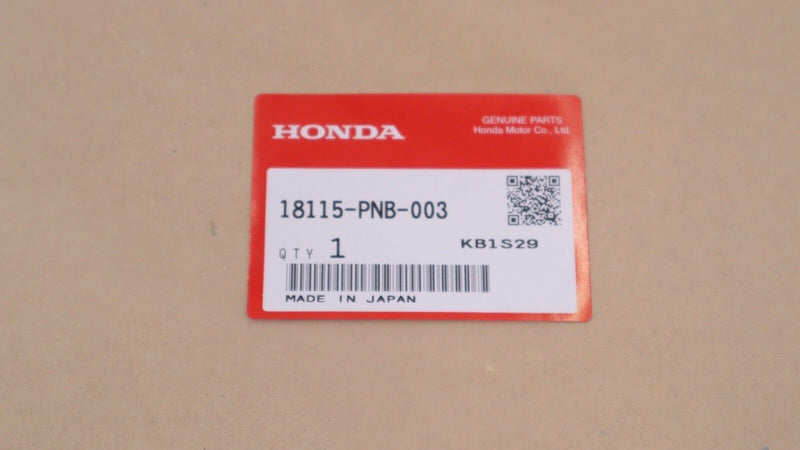 HONDA
GENUINE PARTS
Honda Motor Co., Ltd.
18115-PNB-003
QTY 1
KB1S29
MADE IN JAPAN